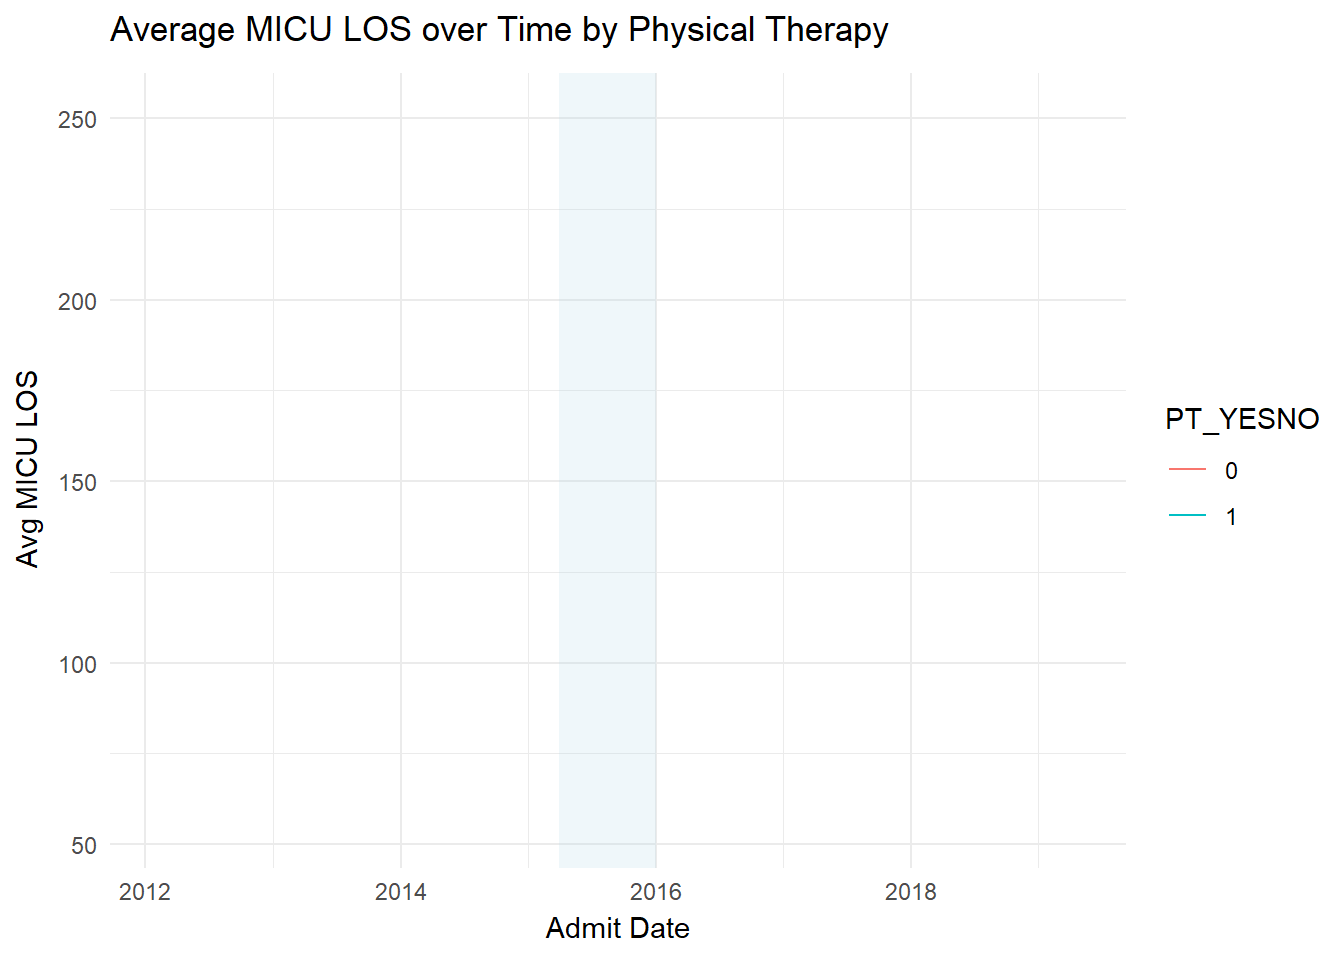 Average MICU LOS over Time by Physical Therapy
250
200
150
100
50
Avg MICU LOS
2012 2014 2016 2018
Admit Date
PT_YESNO
0
1